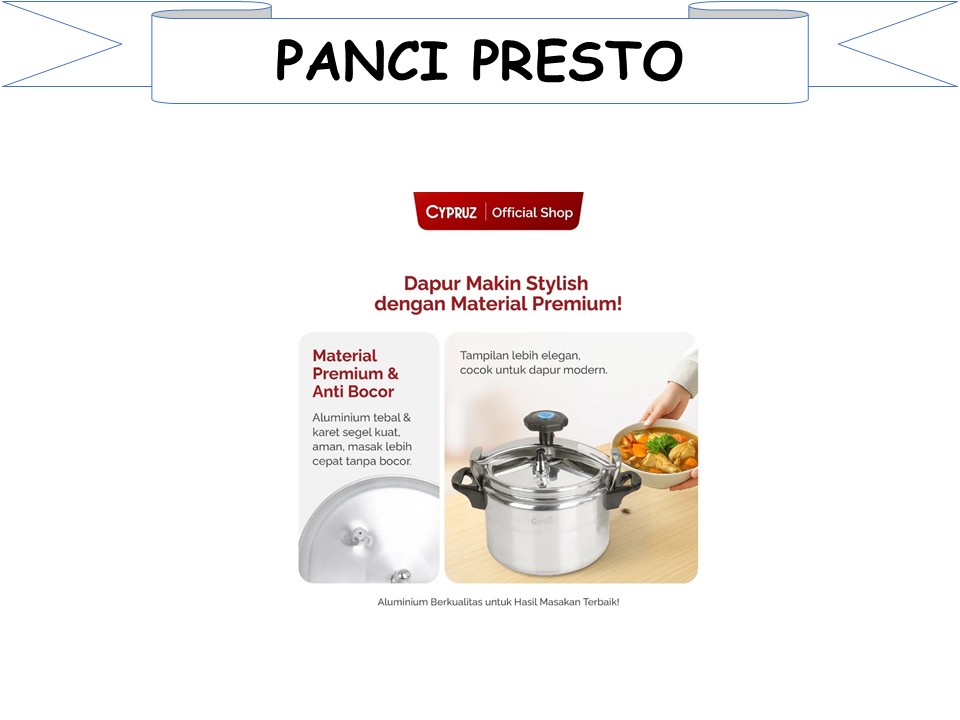 PANCI PRESTO
CYPRUZ | Official Shop
Dapur Makin Stylish
dengan Material Premium!
Material
Premium &
Anti Bocor
Aluminium tebal &
karet segel kuat,
aman, masak lebih
cepat tanpa bocor.
Tampilan lebih elegan,
cocok untuk dapur modern.
CYPRUZ
Aluminium Berkualitas untuk Hasil Masakan Terbaik!